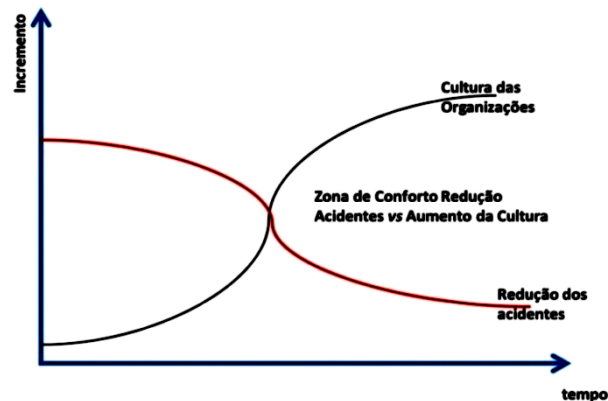 Incremento
Cultura das
Organizações
Zona de Conforto Redução
Acidentes vs Aumento da Cultura
Redução dos
acidentes
tempo